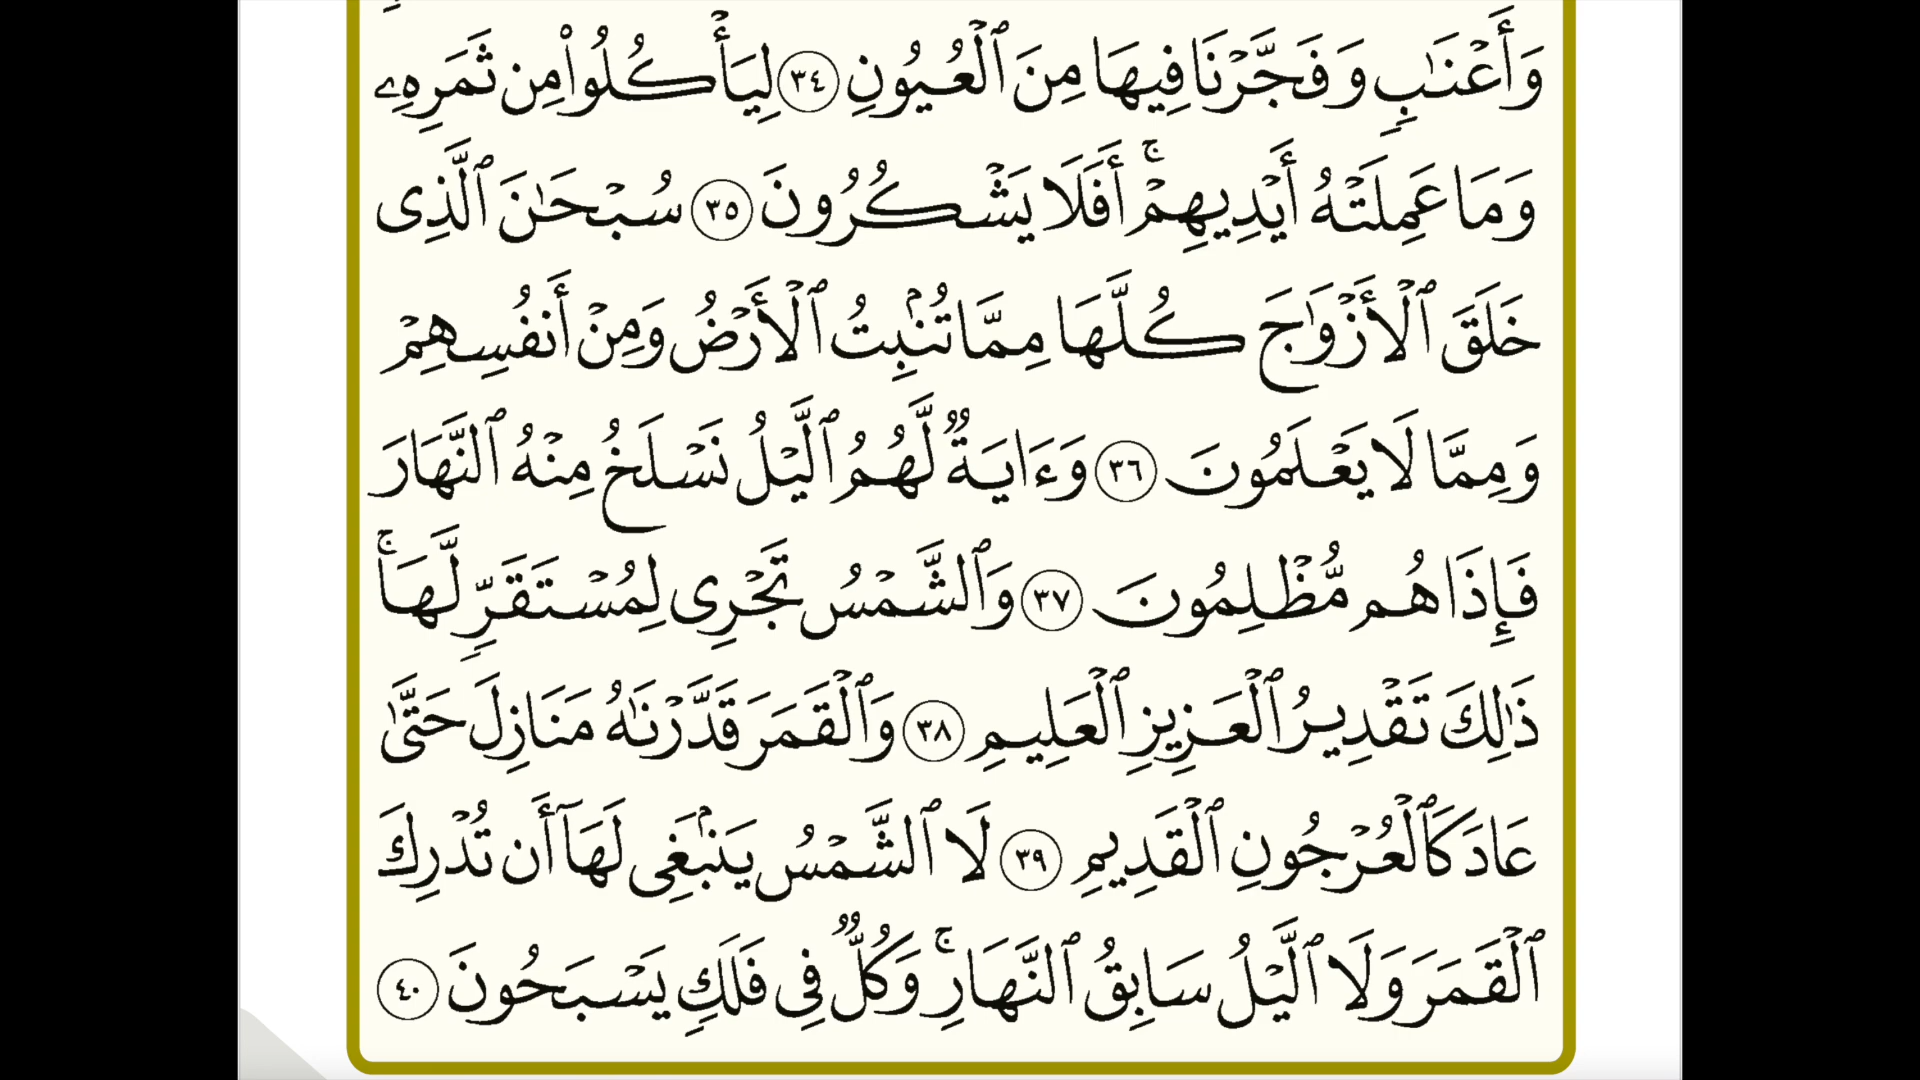 وَأَعْنَٰبٍ وَفَجَّرْنَا فِيهَا مِنَ ٱلْعُيُونِ ٣٤ لِيَأْكُلُوا۟ مِن ثَمَرِهِۦ
وَمَا عَمِلَتْهُ أَيْدِيهِمْ ۚ أَفَلَا يَشْكُرُونَ ٣٥ سُبْحَٰنَ ٱلَّذِى
خَلَقَ ٱلْأَزْوَٰجَ كُلَّهَا مِمَّا تُنۢبِتُ ٱلْأَرْضُ وَمِنْ أَنفُسِهِمْ
وَمِمَّا لَا يَعْلَمُونَ ٣٦ وَءَايَةٌ لَّهُمُ ٱلَّيْلُ نَسْلَخُ مِنْهُ ٱلنَّهَارَ
فَإِذَا هُم مُّظْلِمُونَ ٣٧ وَٱلشَّمْسُ تَجْرِى لِمُسْتَقَرٍّ لَّهَا ۚ
ذَٰلِكَ تَقْدِيرُ ٱلْعَزِيزِ ٱلْعَلِيمِ ٣٨ وَٱلْقَمَرَ قَدَّرْنَٰهُ مَنَازِلَ حَتَّىٰ
عَادَ كَٱلْعُرْجُونِ ٱلْقَدِيمِ ٣٩ لَا ٱلشَّمْسُ يَنۢبَغِى لَهَآ أَن تُدْرِكَ
ٱلْقَمَرَ وَلَا ٱلَّيْلُ سَابِقُ ٱلنَّهَارِ ۚ وَكُلٌّ فِى فَلَكٍ يَسْبَحُونَ ٤٠